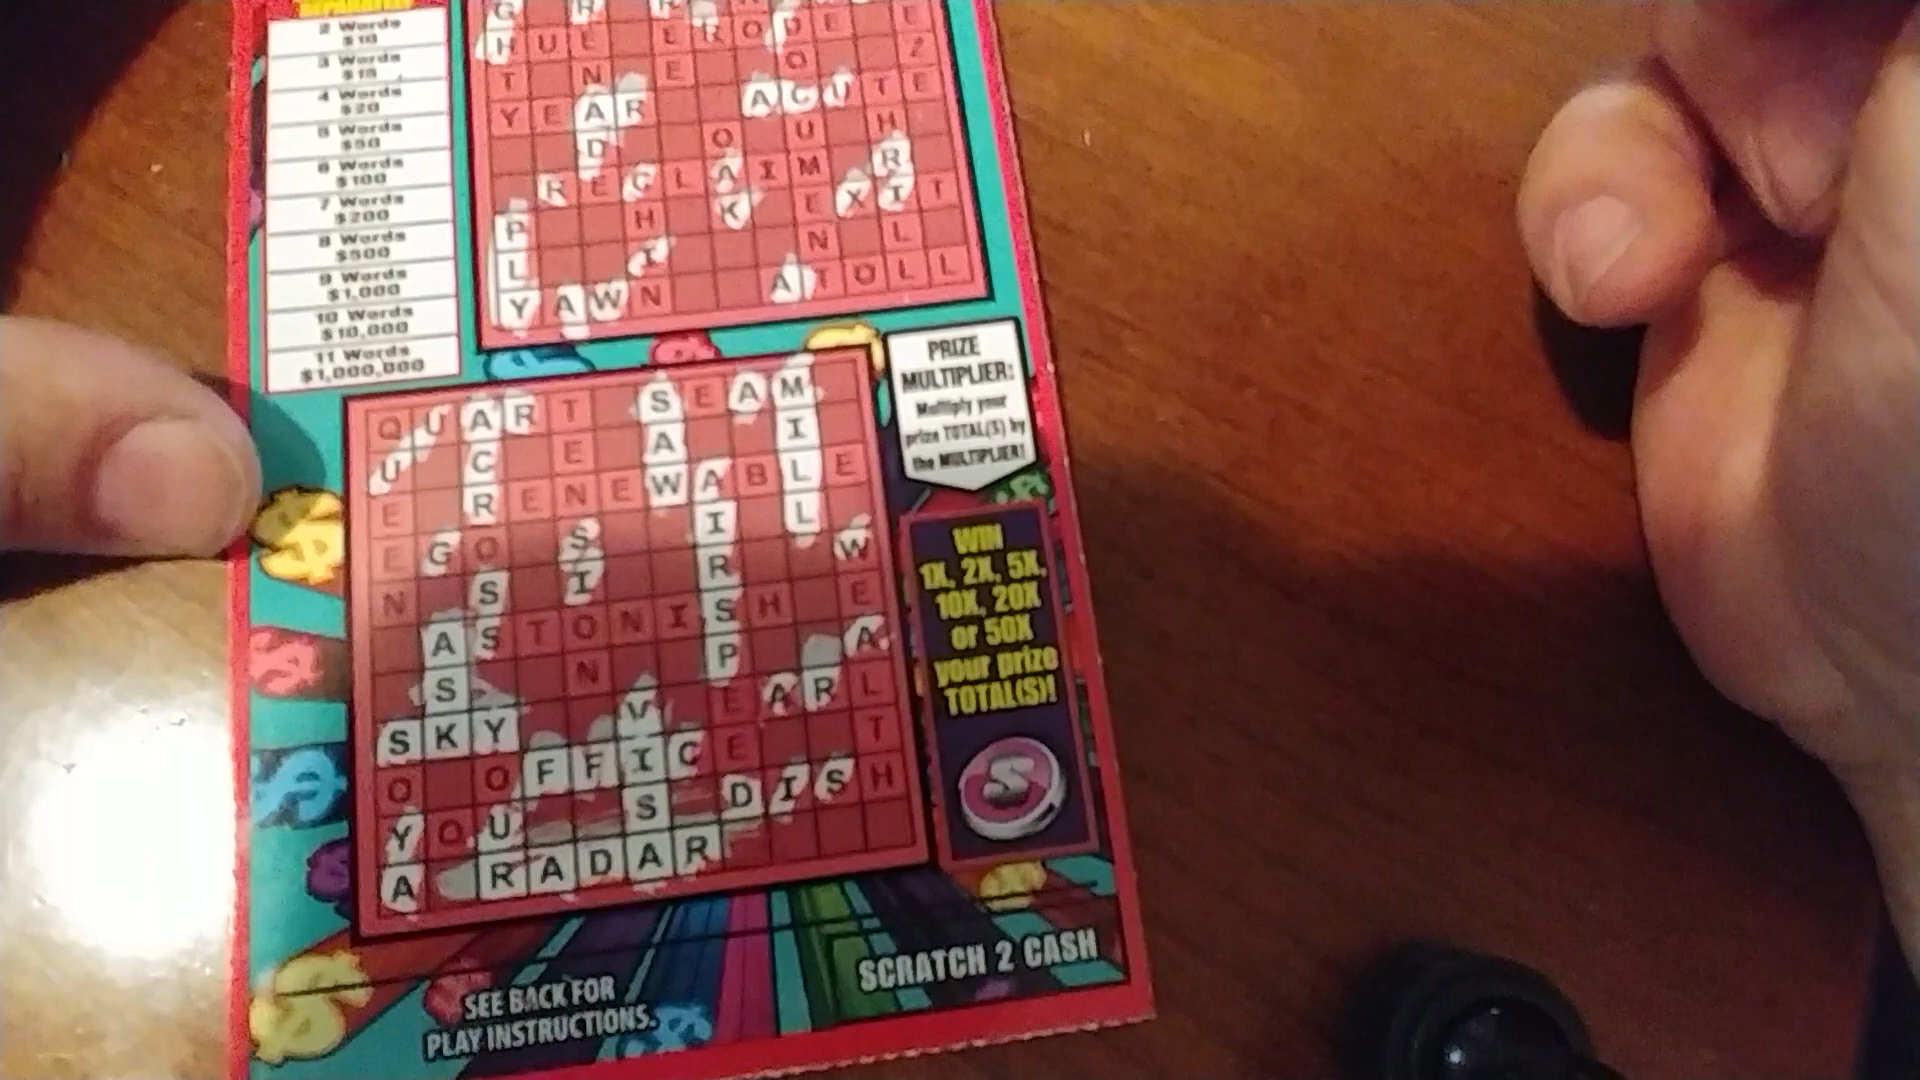 2 Words
$10
3 Words
$15
4 Words
$20
5 Words
$50
6 Words
$100
7 Words
$200
8 Words
$500
9 Words
$1,000
10 Words
$10,000
11 Words
$1,000,000
HUE ERODE
YEAR ACUTE
RECLAIM
EXIT
PLY
YAWN ATOLL
QUART SEAM
RENEWABLE
GO
ASTONISH
EAR
SKY
OFFICE
DISH
YOU
RADAR
PRIZE
MULTIPLIER:
Multiply your
prize TOTAL(S) by
the MULTIPLIER!
WIN
1X, 2X, 5X,
10X, 20X
or 50X
your prize
TOTAL(S)!
SCRATCH 2 CASH
SEE BACK FOR
PLAY INSTRUCTIONS.